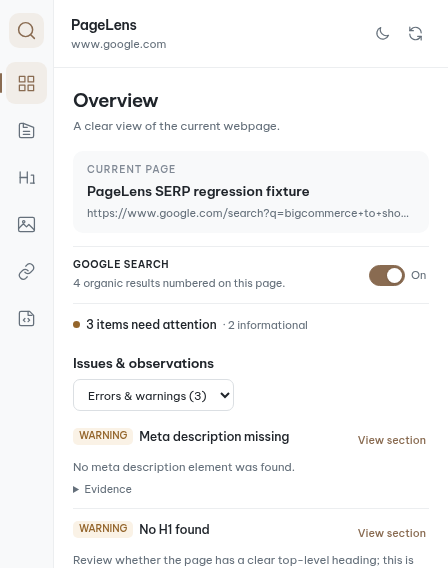 PageLens
www.google.com
Overview
A clear view of the current webpage.
CURRENT PAGE
PageLens SERP regression fixture
https://www.google.com/search?q=bigcommerce+to+sho...
GOOGLE SEARCH
4 organic results numbered on this page.
On
3 items need attention · 2 informational
Issues & observations
Errors & warnings (3)
WARNING Meta description missing
View section
No meta description element was found.
Evidence
WARNING No H1 found
View section
Review whether the page has a clear top-level heading; this is